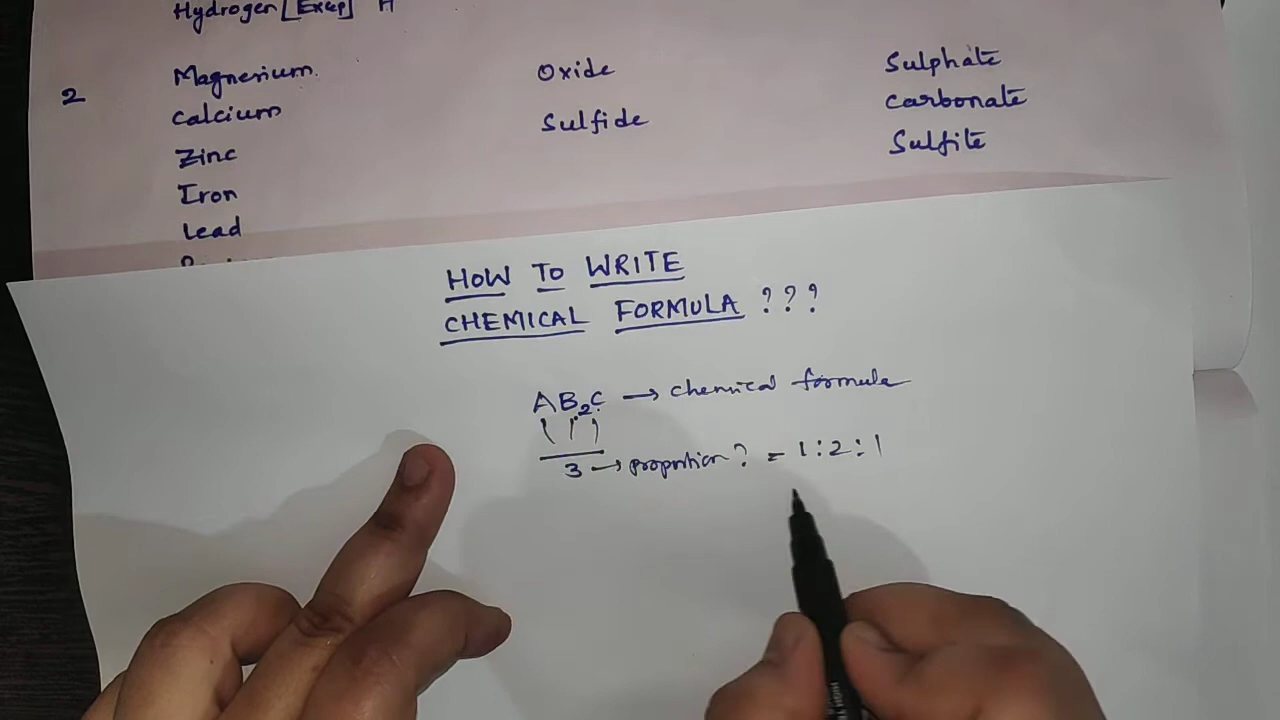 Hydrogen [Excep] H
2 Magnesium. Oxide Sulphate
Calcium Sulfide Carbonate
Zinc Sulfite
Iron
Lead
HOW TO WRITE
CHEMICAL FORMULA ???
AB₂C → chemical formula
3 → proportion? = 1:2:1